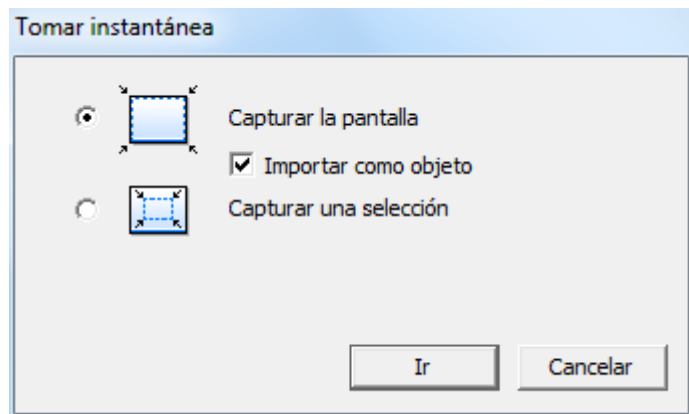 Tomar instantánea
Capturar la pantalla
Importar como objeto
Capturar una selección
Ir
Cancelar